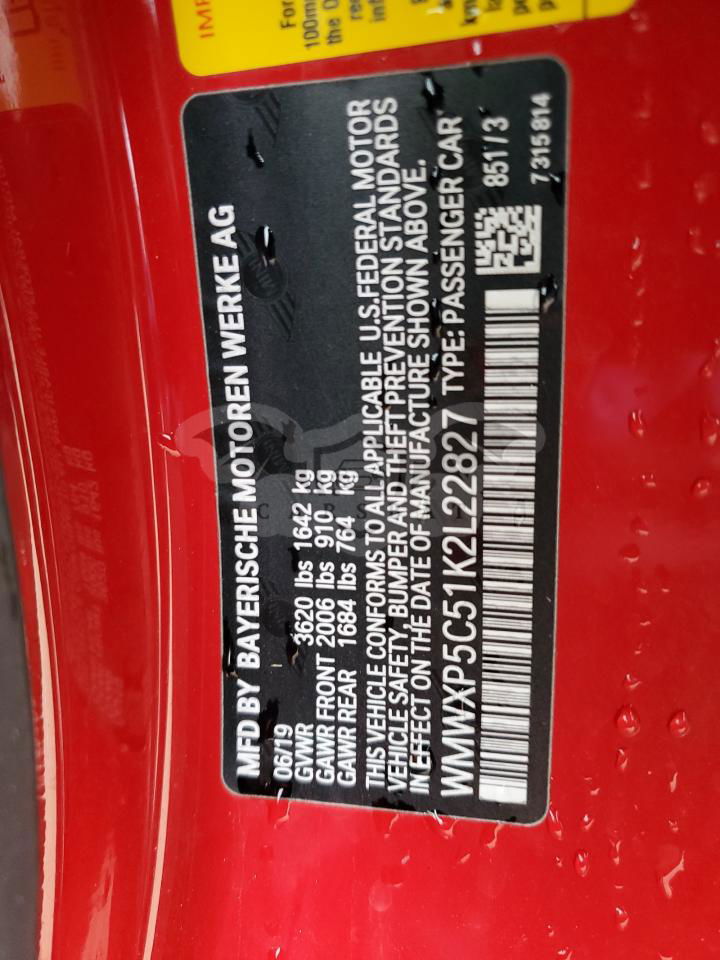 MFD BY BAYERISCHE MOTOREN WERKE AG
06/19
GVWR 3620 lbs 1642 kg
GAWR FRONT 2006 lbs 910 kg
GAWR REAR 1684 lbs 764 kg
THIS VEHICLE CONFORMS TO ALL APPLICABLE U.S.FEDERAL MOTOR
VEHICLE SAFETY, BUMPER AND THEFT PREVENTION STANDARDS
IN EFFECT ON THE DATE OF MANUFACTURE SHOWN ABOVE.
WMWXP5C51K2L22827 TYPE: PASSENGER CAR
851 / 3
7 315 814
For
100m
the